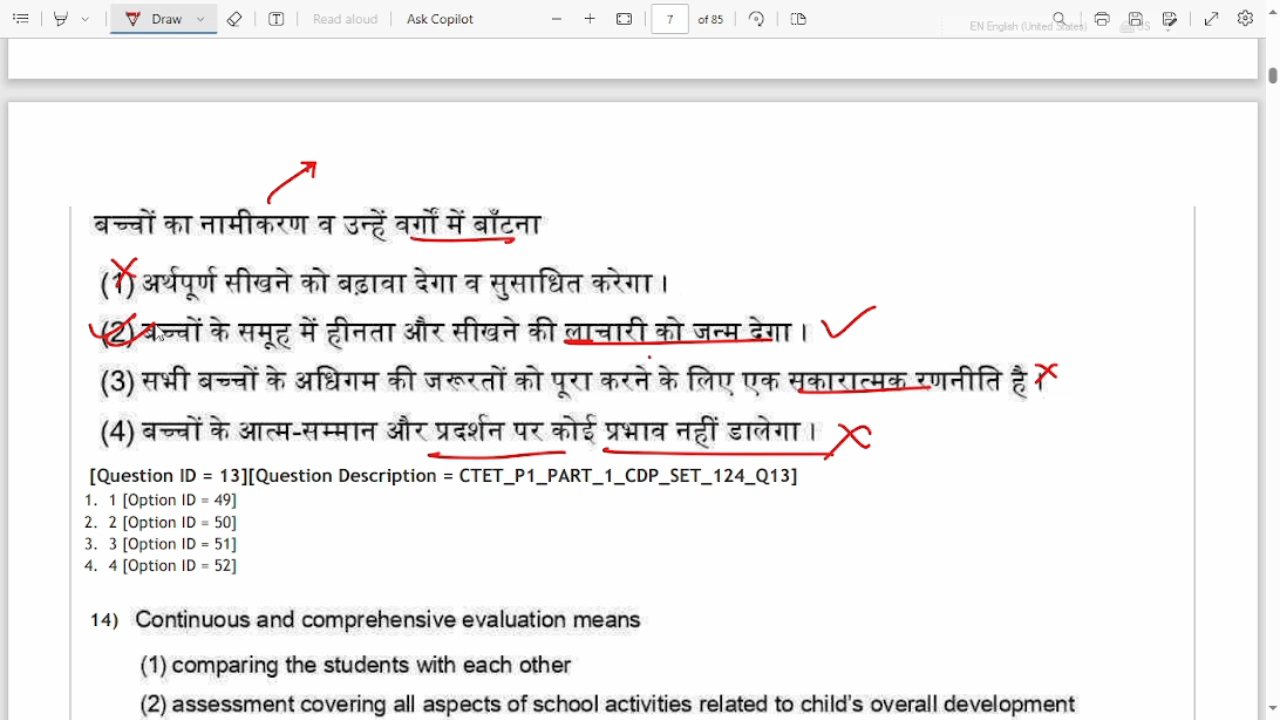 Draw
Read aloud
Ask Copilot
7 of 85
EN English (United States)
US
बच्चों का नामीकरण व उन्हें वर्गों में बाँटना
(1) अर्थपूर्ण सीखने को बढ़ावा देगा व सुसाधित करेगा।
(2) बच्चों के समूह में हीनता और सीखने की लाचारी को जन्म देगा।
(3) सभी बच्चों के अधिगम की जरूरतों को पूरा करने के लिए एक सकारात्मक रणनीति है।
(4) बच्चों के आत्म-सम्मान और प्रदर्शन पर कोई प्रभाव नहीं डालेगा।
[Question ID = 13][Question Description = CTET_P1_PART_1_CDP_SET_124_Q13]
1. 1 [Option ID = 49]
2. 2 [Option ID = 50]
3. 3 [Option ID = 51]
4. 4 [Option ID = 52]
14) Continuous and comprehensive evaluation means
(1) comparing the students with each other
(2) assessment covering all aspects of school activities related to child's overall development